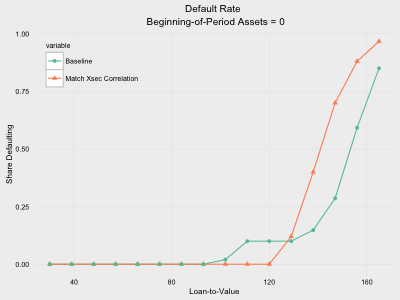 Default Rate
Beginning-of-Period Assets = 0
variable
Baseline
Match Xsec Correlation
Share Defaulting
1.00
0.75
0.50
0.25
0.00
40
80
120
160
Loan-to-Value